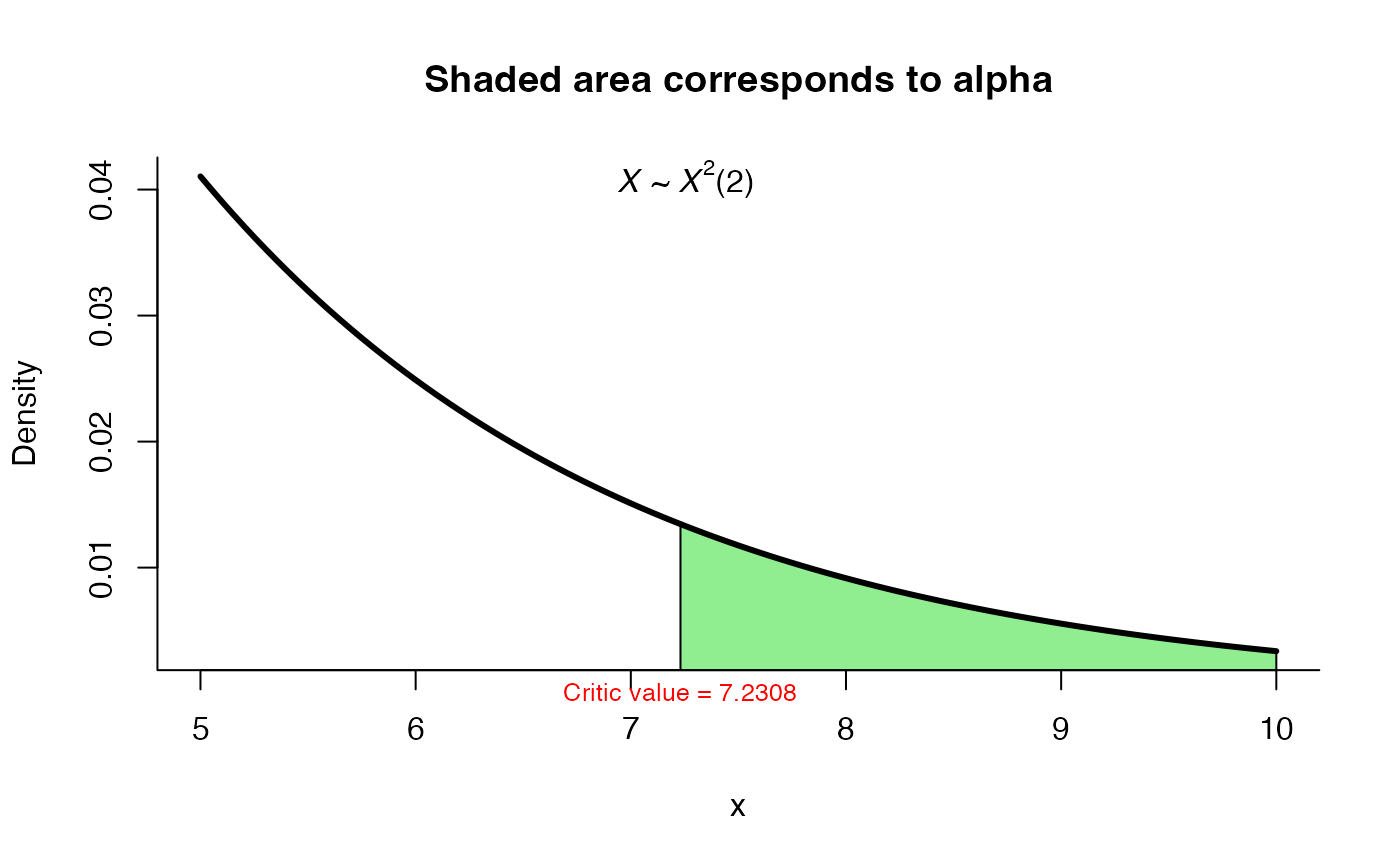 Shaded area corresponds to alpha
X ~ X²(2)
0.04
0.03
0.02
0.01
Density
Critic value = 7.2308
5 6 7 8 9 10
x